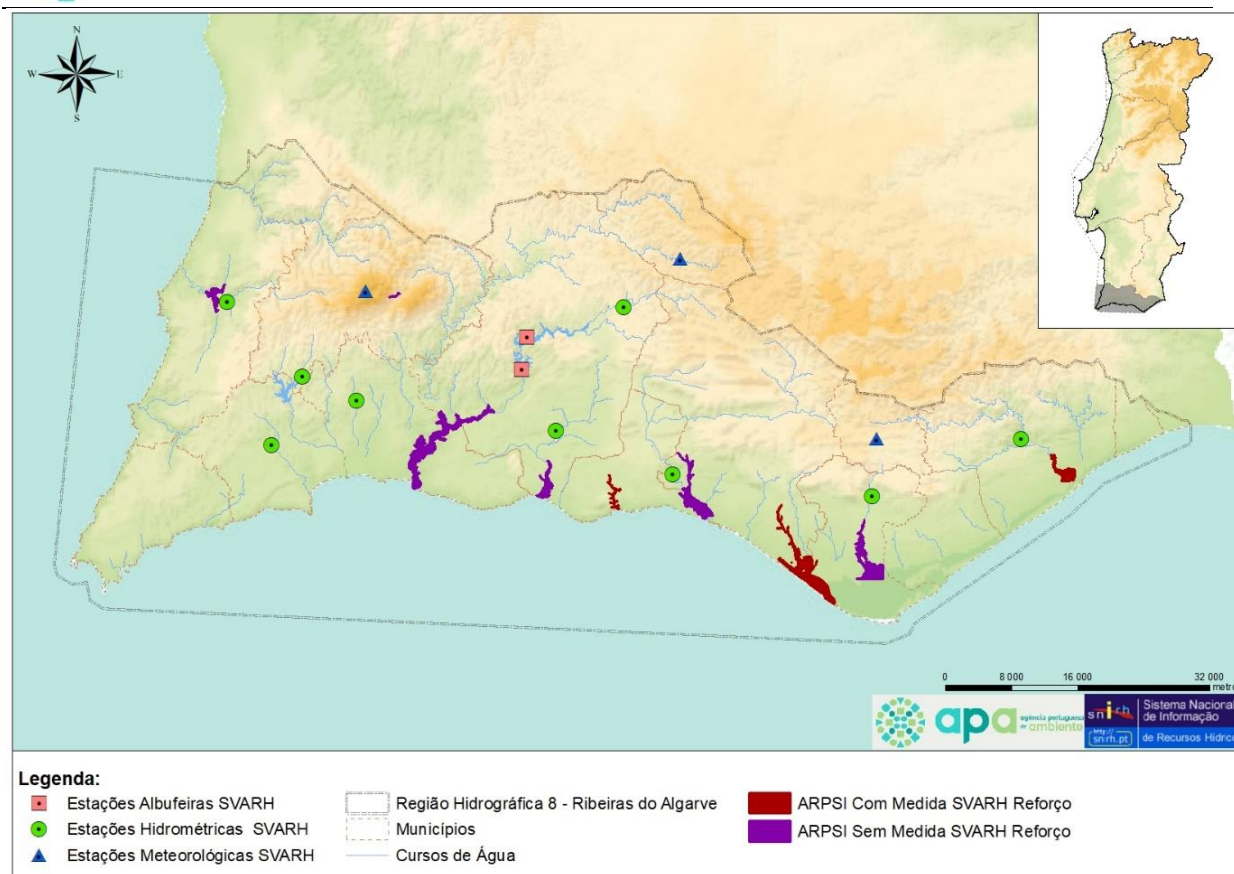 N
W E
S
0 8 000 16 000 32 000
metro
apa agência portuguesa
do ambiente
snirh Sistema Nacional
de Informação
http://
snirh.pt de Recursos Hídrico
Legenda:
Estações Albufeiras SVARH
Estações Hidrométricas SVARH
Estações Meteorológicas SVARH
Região Hidrográfica 8 - Ribeiras do Algarve
Municípios
Cursos de Água
ARPSI Com Medida SVARH Reforço
ARPSI Sem Medida SVARH Reforço